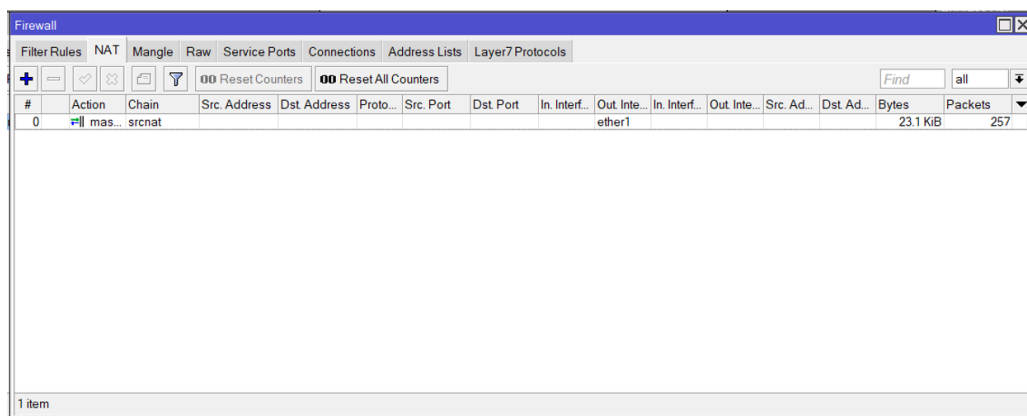 Firewall
Filter Rules NAT Mangle Raw Service Ports Connections Address Lists Layer7 Protocols
00 Reset Counters 00 Reset All Counters Find all
# Action Chain Src. Address Dst. Address Proto... Src. Port Dst. Port In. Interf... Out. Inte... In. Interf... Out. Inte... Src. Ad... Dst. Ad... Bytes Packets
0 mas... srcnat ether1 23.1 KiB 257
1 item